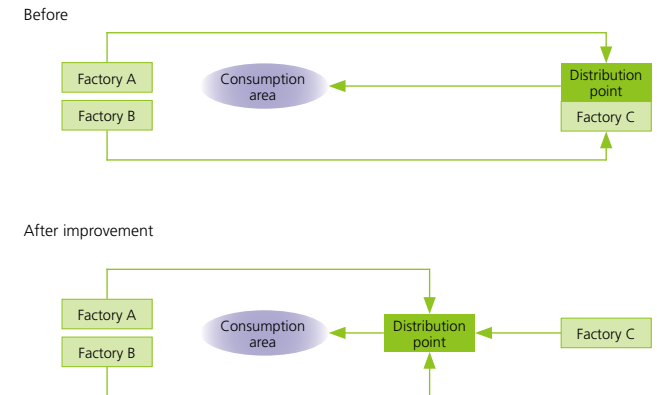 Before
Factory A
Consumption
area
Distribution
point
Factory B
Factory C
After improvement
Factory A
Consumption
area
Distribution
point
Factory C
Factory B